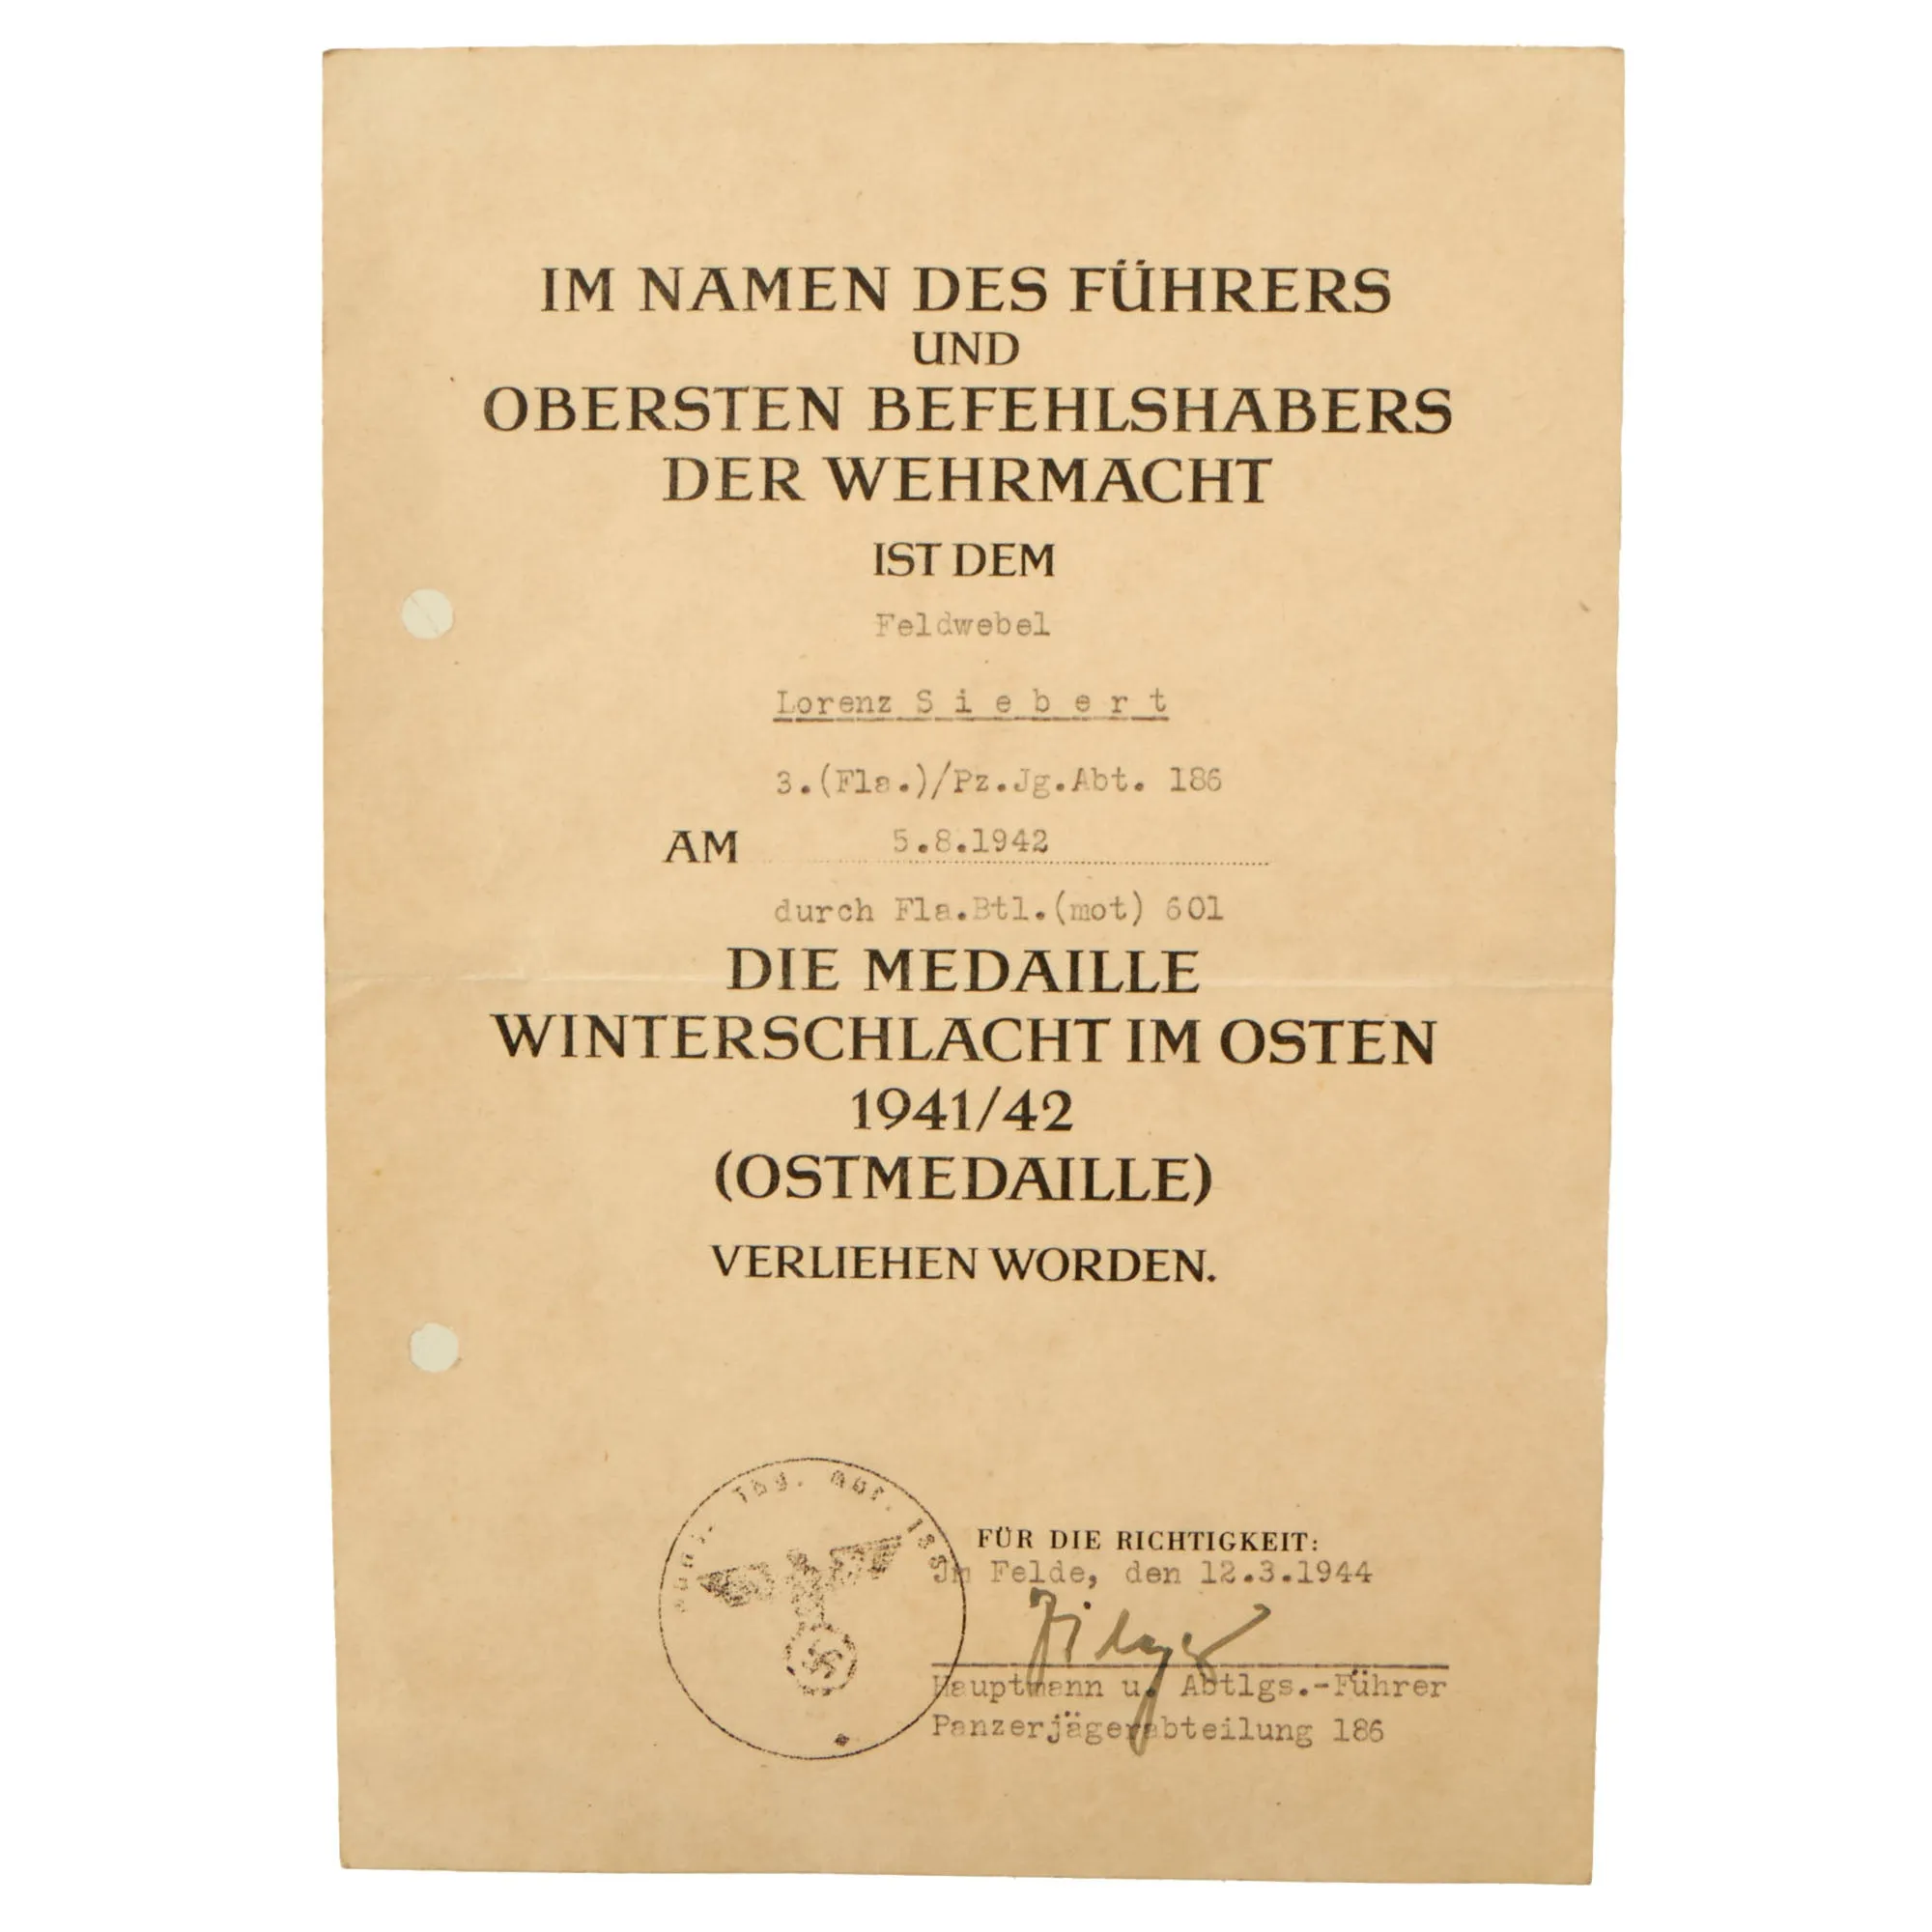 IM NAMEN DES FÜHRERS
UND
OBERSTEN BEFEHLSHABERS
DER WEHRMACHT
IST DEM
Feldwebel
Lorenz S i e b e r t
3.(Fla.)/Pz.Jg.Abt. 186
AM 5.8.1942
durch Fla.Btl.(mot) 601
DIE MEDAILLE
WINTERSCHLACHT IM OSTEN
1941/42
(OSTMEDAILLE)
VERLIEHEN WORDEN.
FÜR DIE RICHTIGKEIT:
Jm Felde, den 12.3.1944
Hauptmann u. Abtlgs.-Führer
Panzerjägerabteilung 186